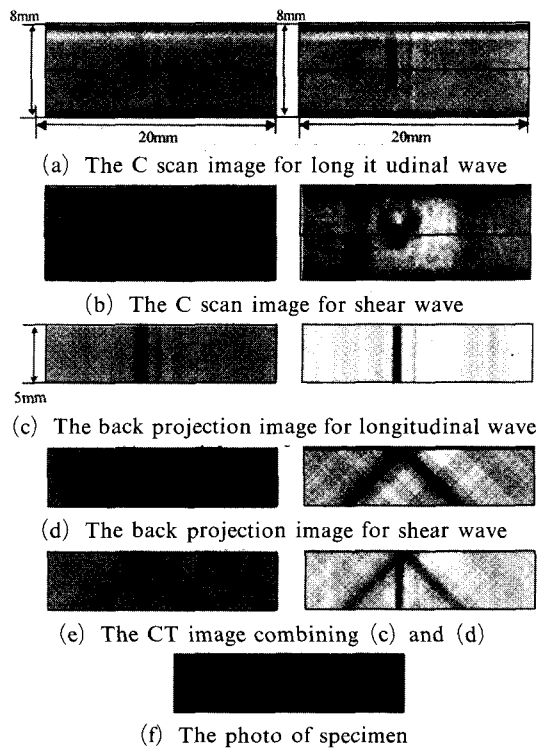 8mm 8mm
20mm 20mm
(a) The C scan image for long it udinal wave
(b) The C scan image for shear wave
5mm
(c) The back projection image for longitudinal wave
(d) The back projection image for shear wave
(e) The CT image combining (c) and (d)
(f) The photo of specimen